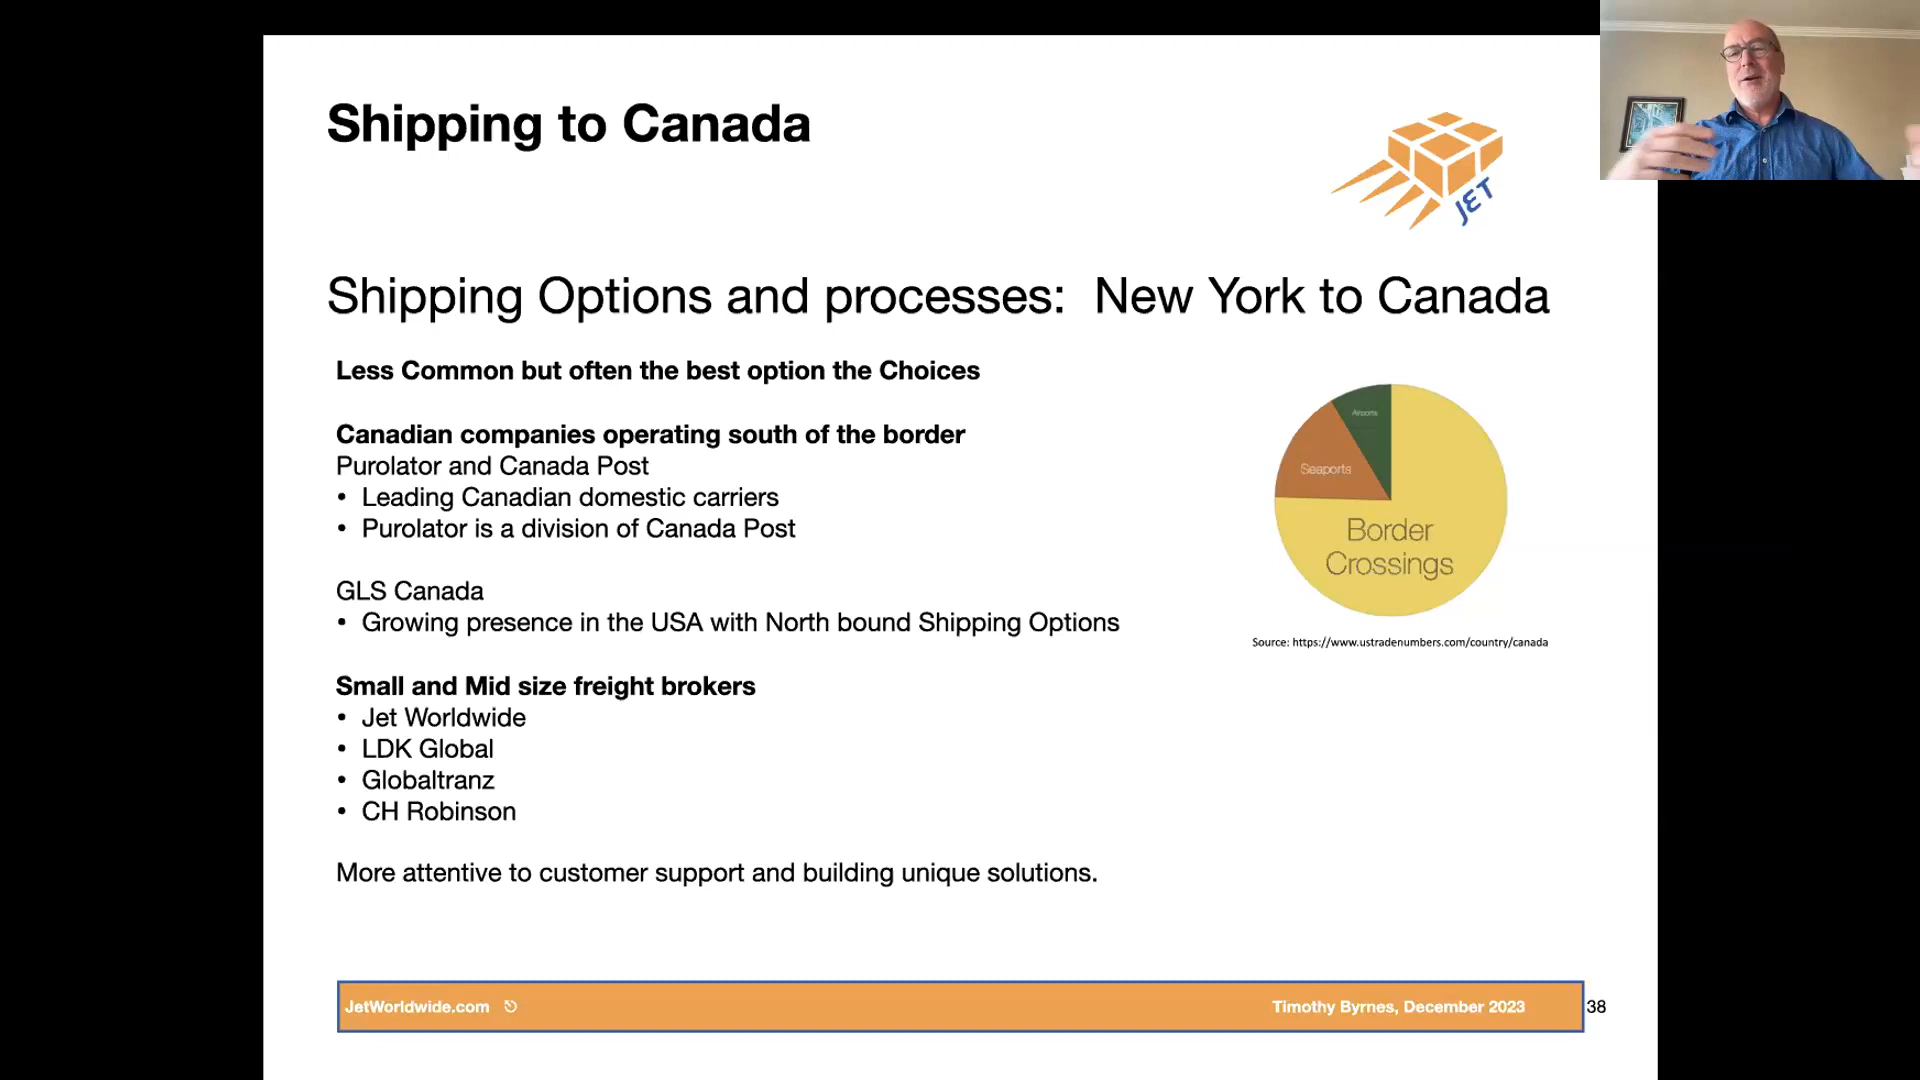 Shipping to Canada
JET
Shipping Options and processes: New York to Canada
Less Common but often the best option the Choices
Canadian companies operating south of the border
Purolator and Canada Post
• Leading Canadian domestic carriers
• Purolator is a division of Canada Post
GLS Canada
• Growing presence in the USA with North bound Shipping Options
Small and Mid size freight brokers
• Jet Worldwide
• LDK Global
• Globaltranz
• CH Robinson
More attentive to customer support and building unique solutions.
Airports
Seaports
Border
Crossings
Source: https://www.ustradenumbers.com/country/canada
JetWorldwide.com
Timothy Byrnes, December 2023
38